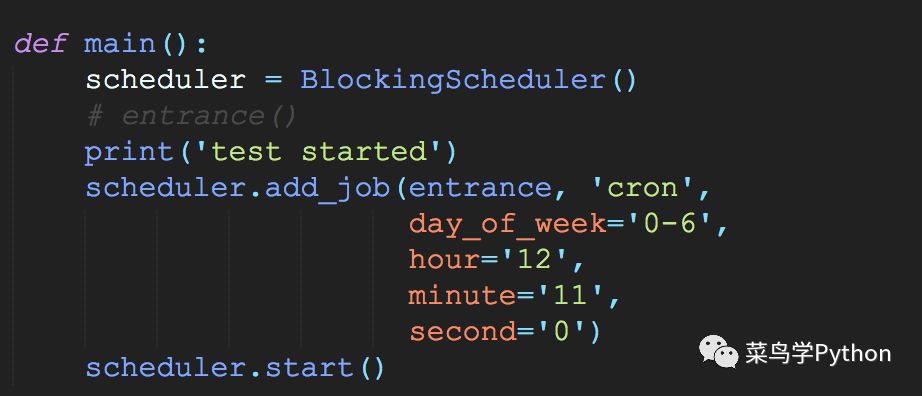 def main():
    scheduler = BlockingScheduler()
    # entrance()
    print('test started')
    scheduler.add_job(entrance, 'cron',
                      day_of_week='0-6',
                      hour='12',
                      minute='11',
                      second='0')
    scheduler.start()
菜鸟学Python